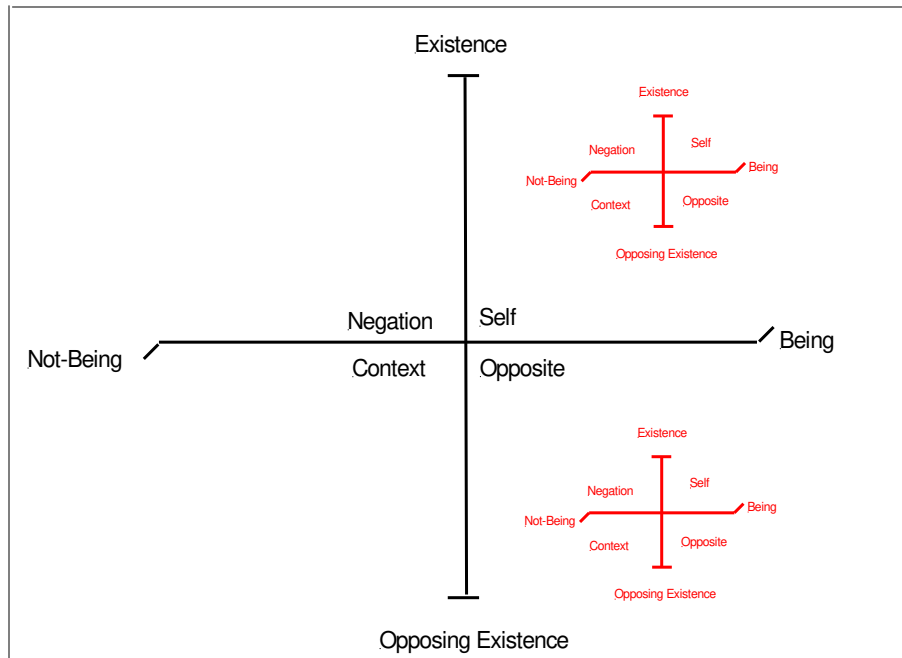 Existence
Existence
Negation
Self
Not-Being
Being
Context
Opposite
Opposing Existence
Negation
Self
Not-Being
Being
Context
Opposite
Existence
Negation
Self
Not-Being
Being
Context
Opposite
Opposing Existence
Opposing Existence